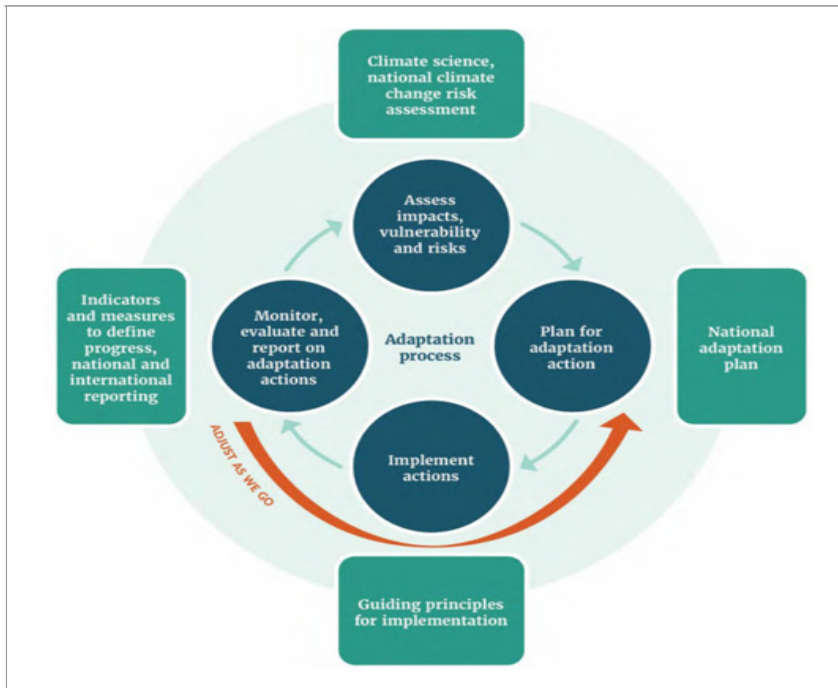 Climate science,
national climate
change risk
assessment
Assess
impacts,
vulnerability
and risks
Indicators
and measures
to define
progress,
national and
international
reporting
Monitor,
evaluate and
report on
adaptation
actions
Adaptation
process
Plan for
adaptation
action
National
adaptation
plan
Implement
actions
ADJUST AS WE GO
Guiding principles
for implementation